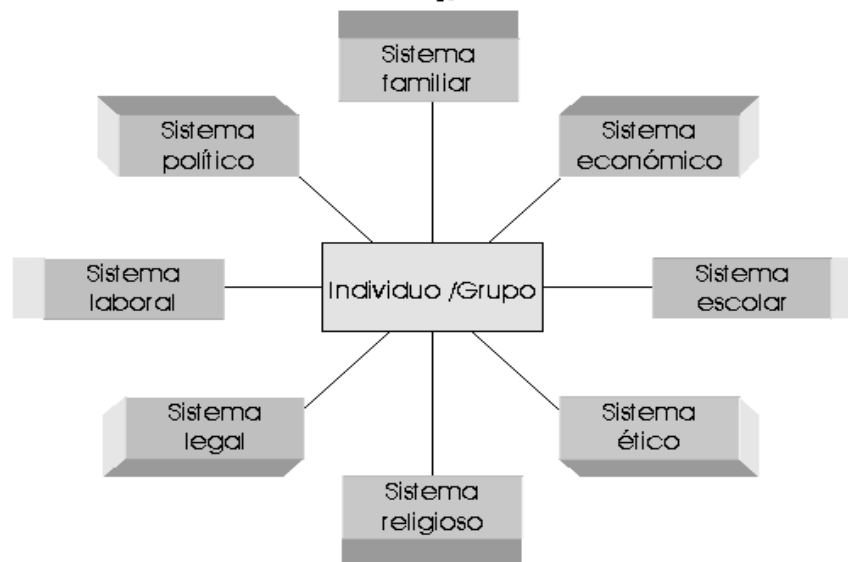 Sistema
familiar
Sistema
político
Sistema
económico
Sistema
laboral
Individuo /Grupo
Sistema
escolar
Sistema
legal
Sistema
ético
Sistema
religioso